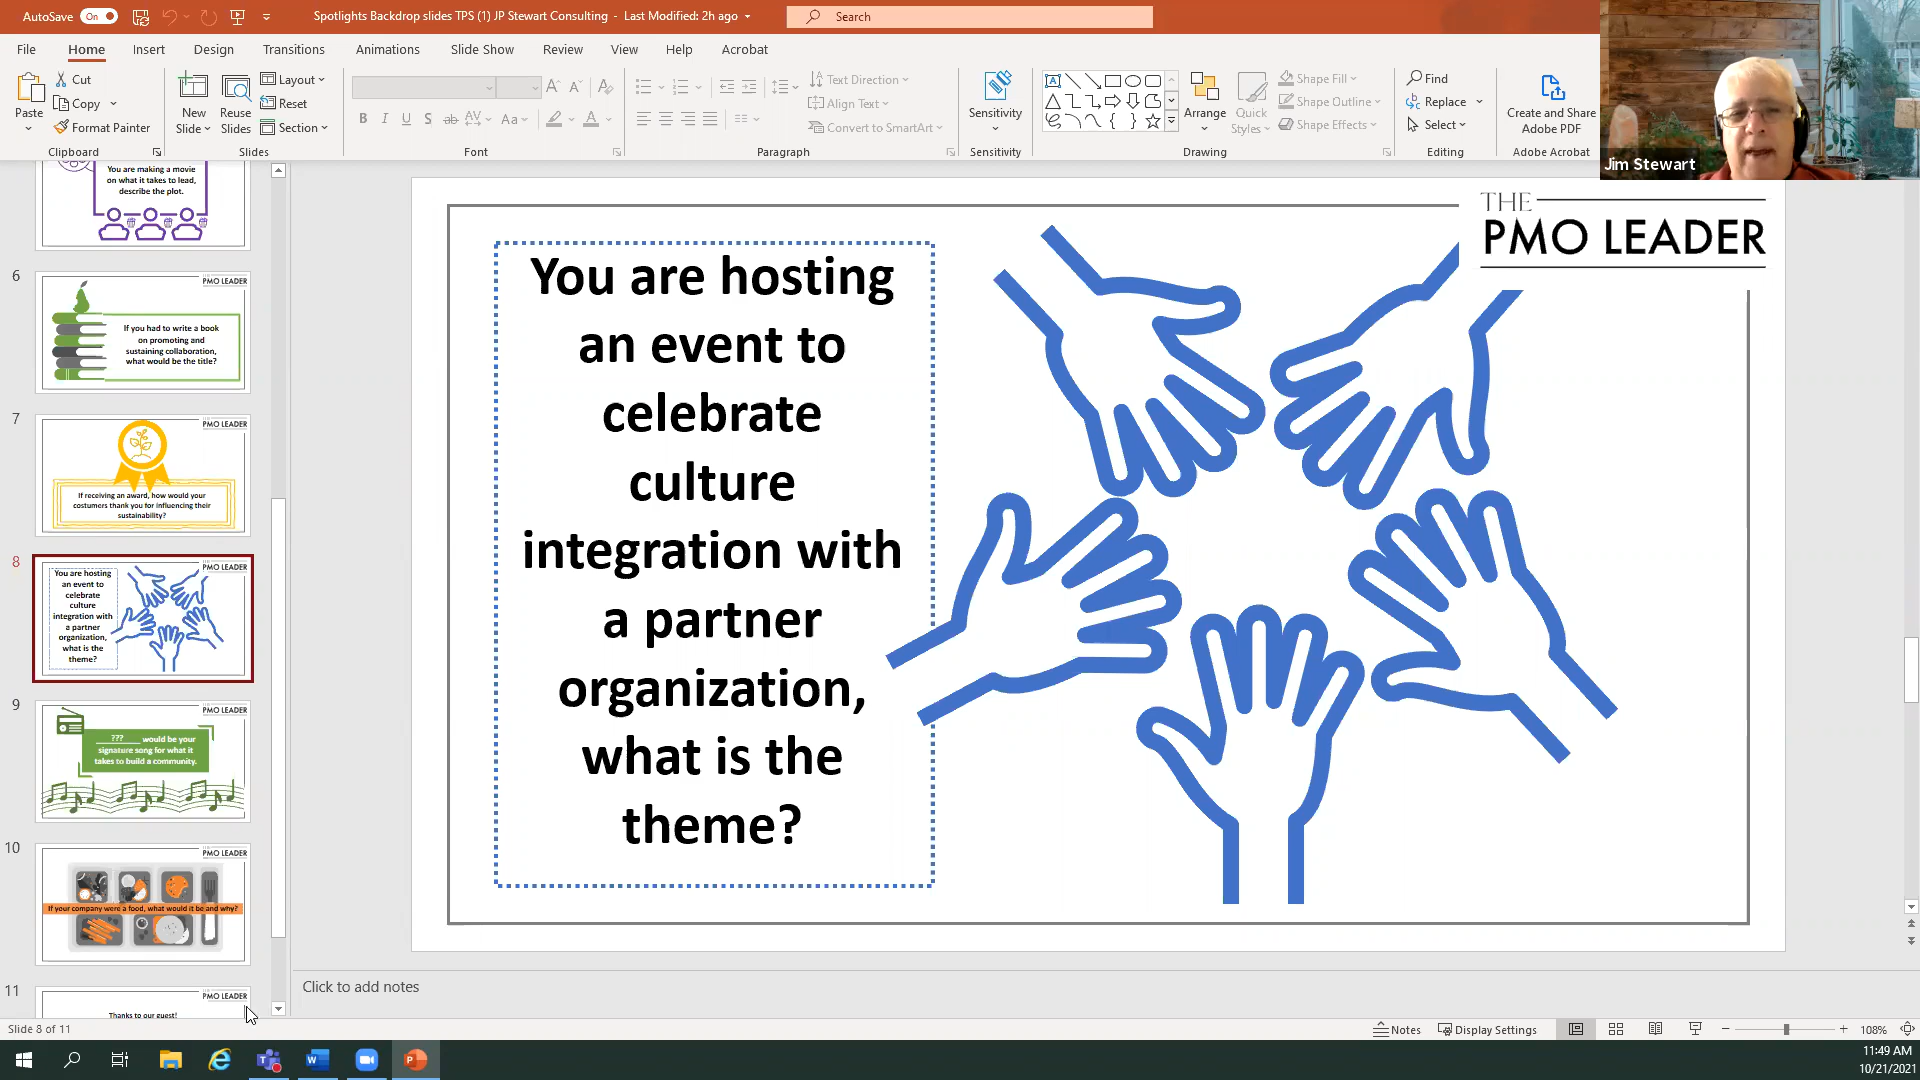 AutoSave On
Spotlights Backdrop slides TPS (1) JP Stewart Consulting - Last Modified: 2h ago
Search
File Home Insert Design Transitions Animations Slide Show Review View Help Acrobat
Paste
Cut
Copy
Format Painter
Clipboard
New Slide
Reuse Slides
Layout
Reset
Section
Slides
B I U S ab AV Aa A
Font
Text Direction
Align Text
Convert to SmartArt
Paragraph
Sensitivity
Sensitivity
Arrange
Quick Styles
Shape Fill
Shape Outline
Shape Effects
Drawing
Find
Replace
Select
Editing
Create and Share Adobe PDF
Adobe Acrobat
Jim Stewart
You are making a movie
on what it takes to lead,
describe the plot.
6
PMO LEADER
If you had to write a book
on promoting and
sustaining collaboration,
what would be the title?
7
PMO LEADER
If receiving an award, how would your
costumers thank you for influencing their
sustainability?
8
PMO LEADER
You are hosting
an event to
celebrate
culture
integration with
a partner
organization,
what is the
theme?
9
PMO LEADER
??? would be your
signature song for what it
takes to build a community.
10
PMO LEADER
If your company were a food, what would it be and why?
11
PMO LEADER
Thanks to our guest!
THE
PMO LEADER
You are hosting
an event to
celebrate
culture
integration with
a partner
organization,
what is the
theme?
Click to add notes
Slide 8 of 11
Notes Display Settings 108%
11:49 AM
10/21/2021